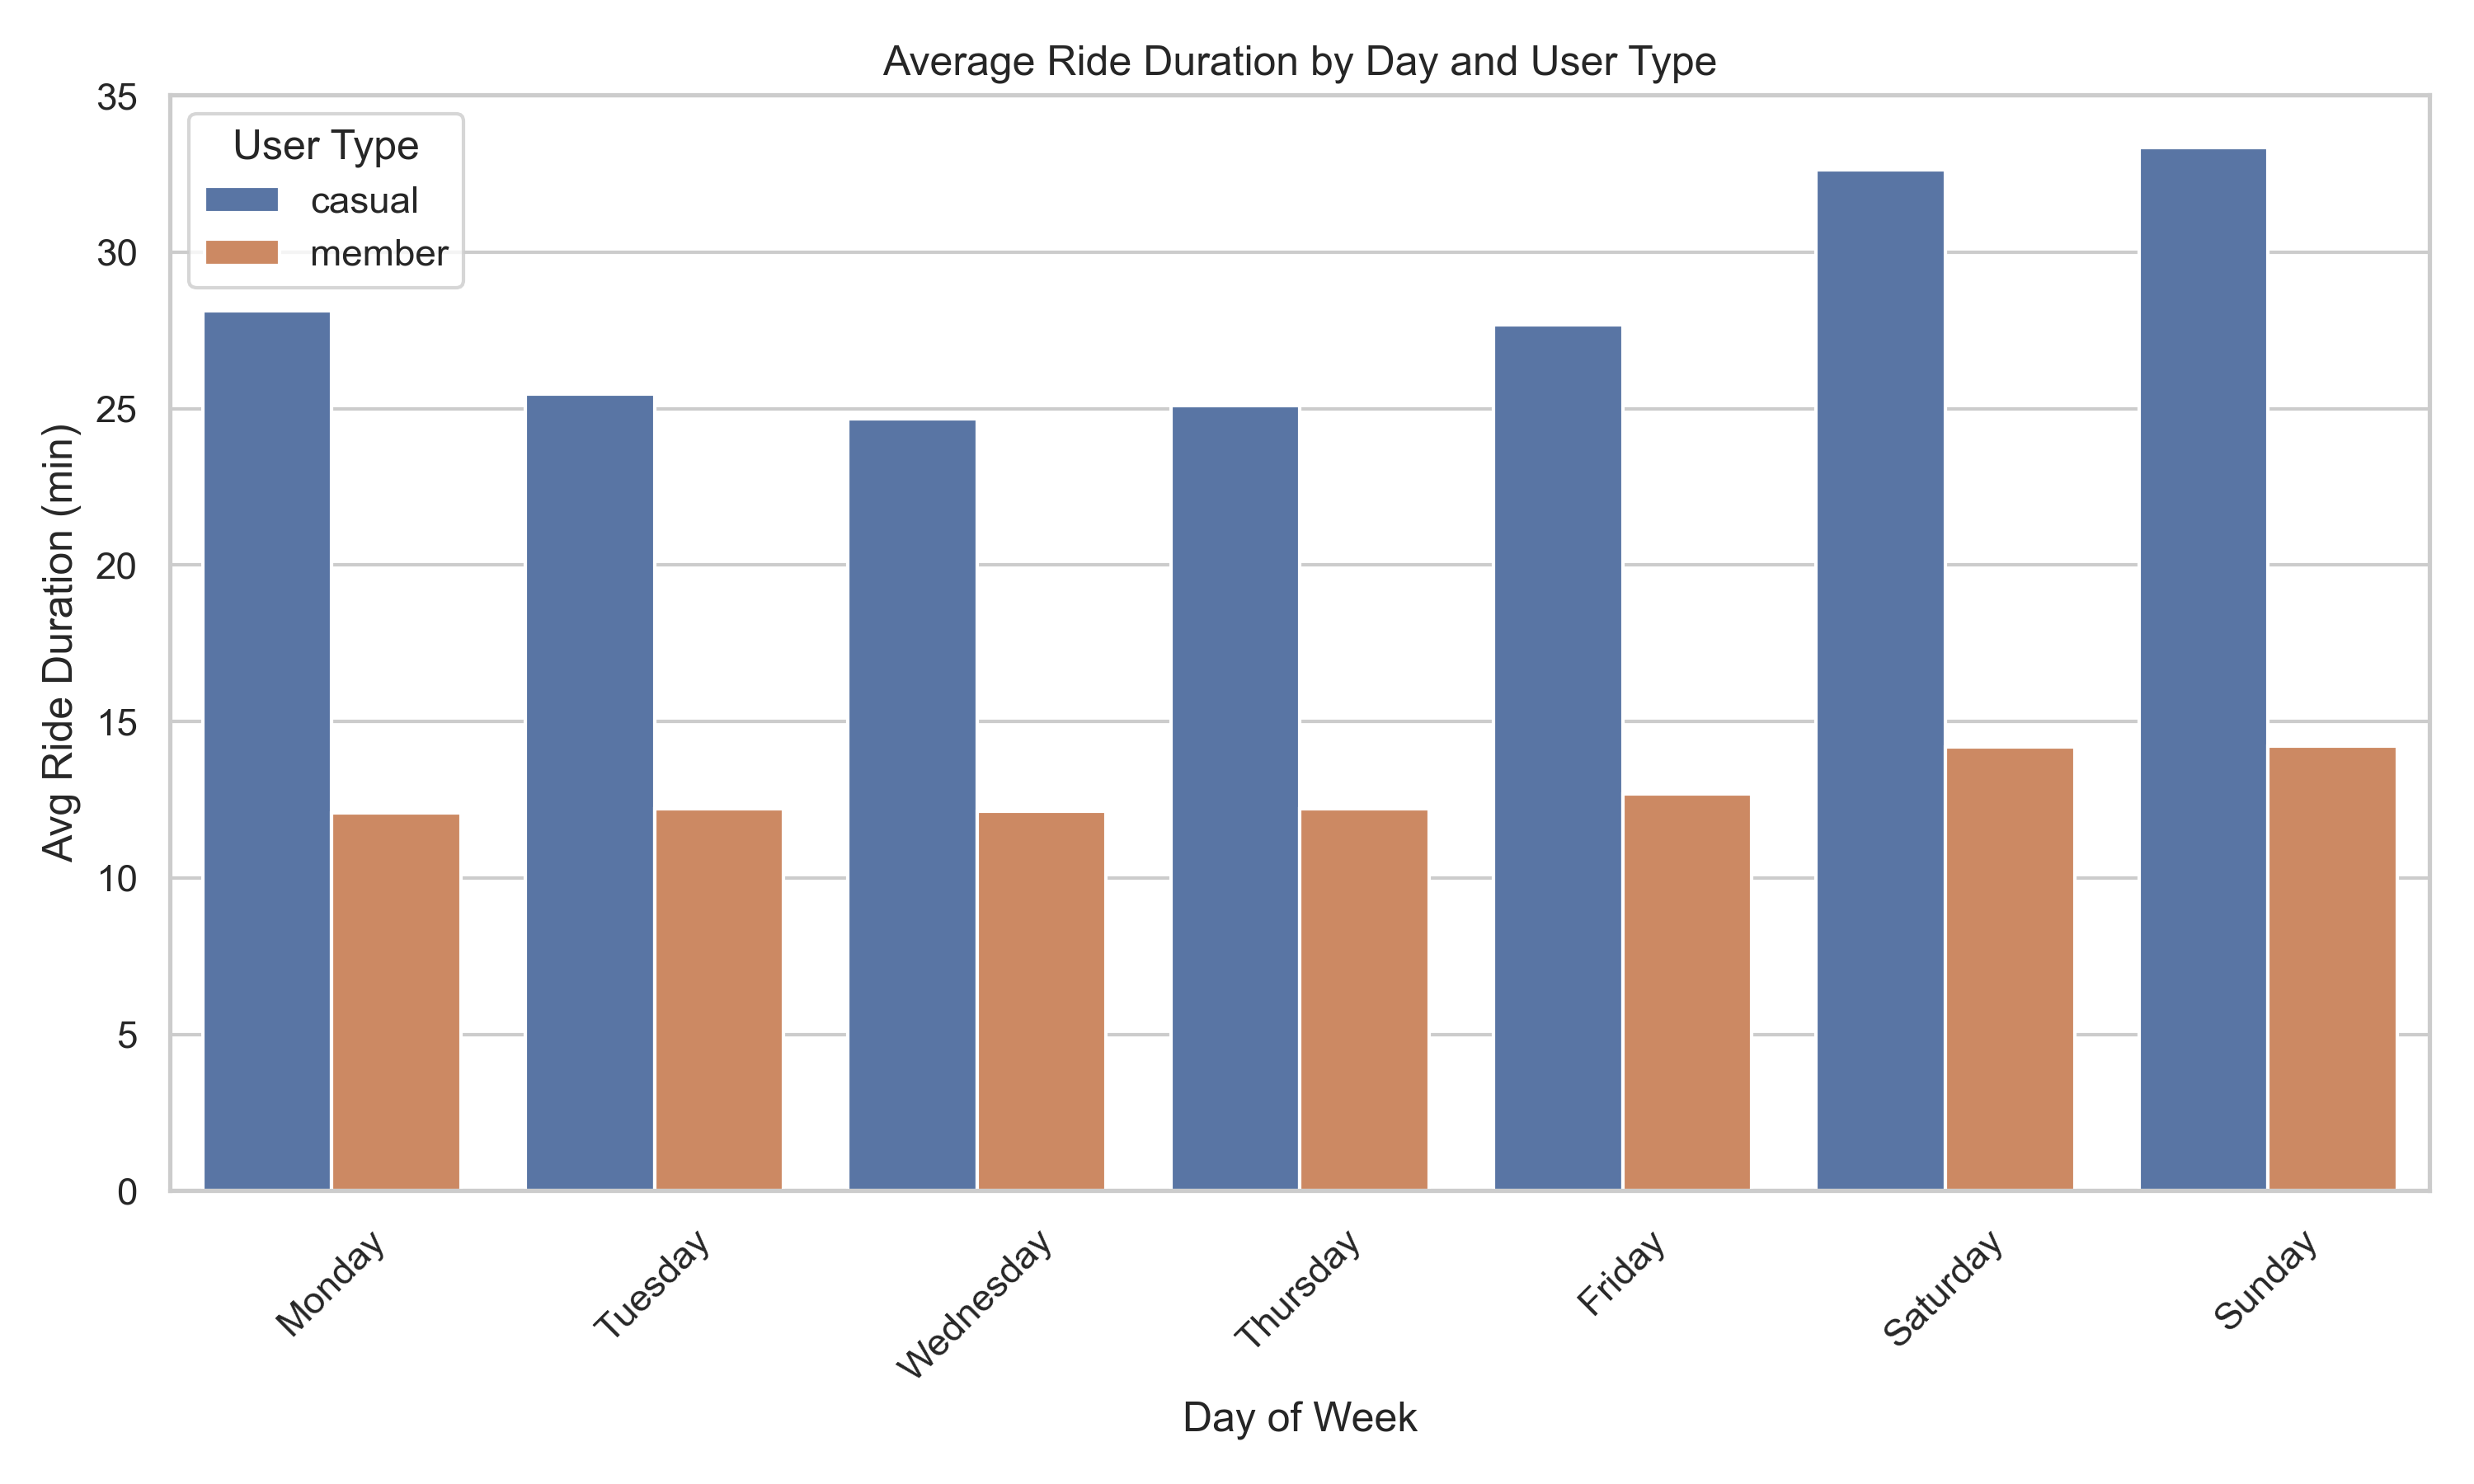 Average Ride Duration by Day and User Type
35
User Type
casual
member
30
25
20
15
10
5
0
Avg Ride Duration (min)
Monday
Tuesday
Wednesday
Thursday
Friday
Saturday
Sunday
Day of Week